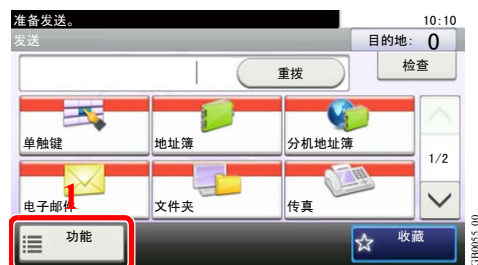 准备发送。 10:10
发送 目的地: 0
重拨 检查
单触键 地址簿 分机地址簿
1/2
电子邮件 文件夹 传真
1
功能 收藏
GB0055_00